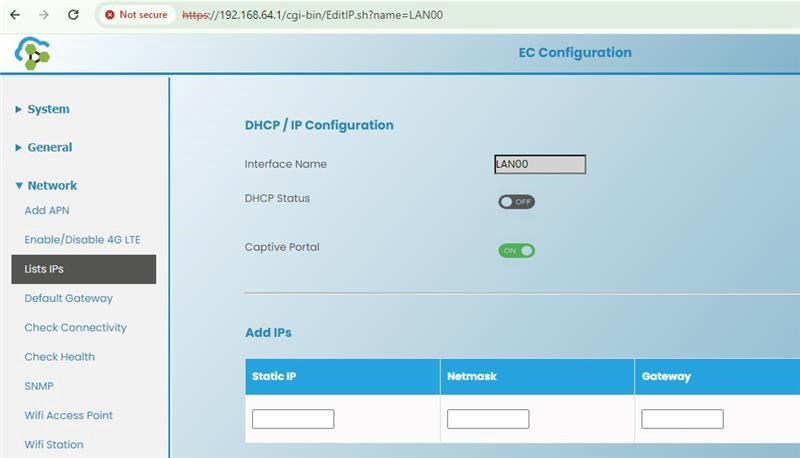 Not secure https://192.168.64.1/cgi-bin/EditIP.sh?name=LAN00
EC Configuration
System
General
Network
Add APN
Enable/Disable 4G LTE
Lists IPs
Default Gateway
Check Connectivity
Check Health
SNMP
Wifi Access Point
Wifi Station
DHCP / IP Configuration
Interface Name LAN00
DHCP Status OFF
Captive Portal ON
Add IPs
Static IP Netmask Gateway